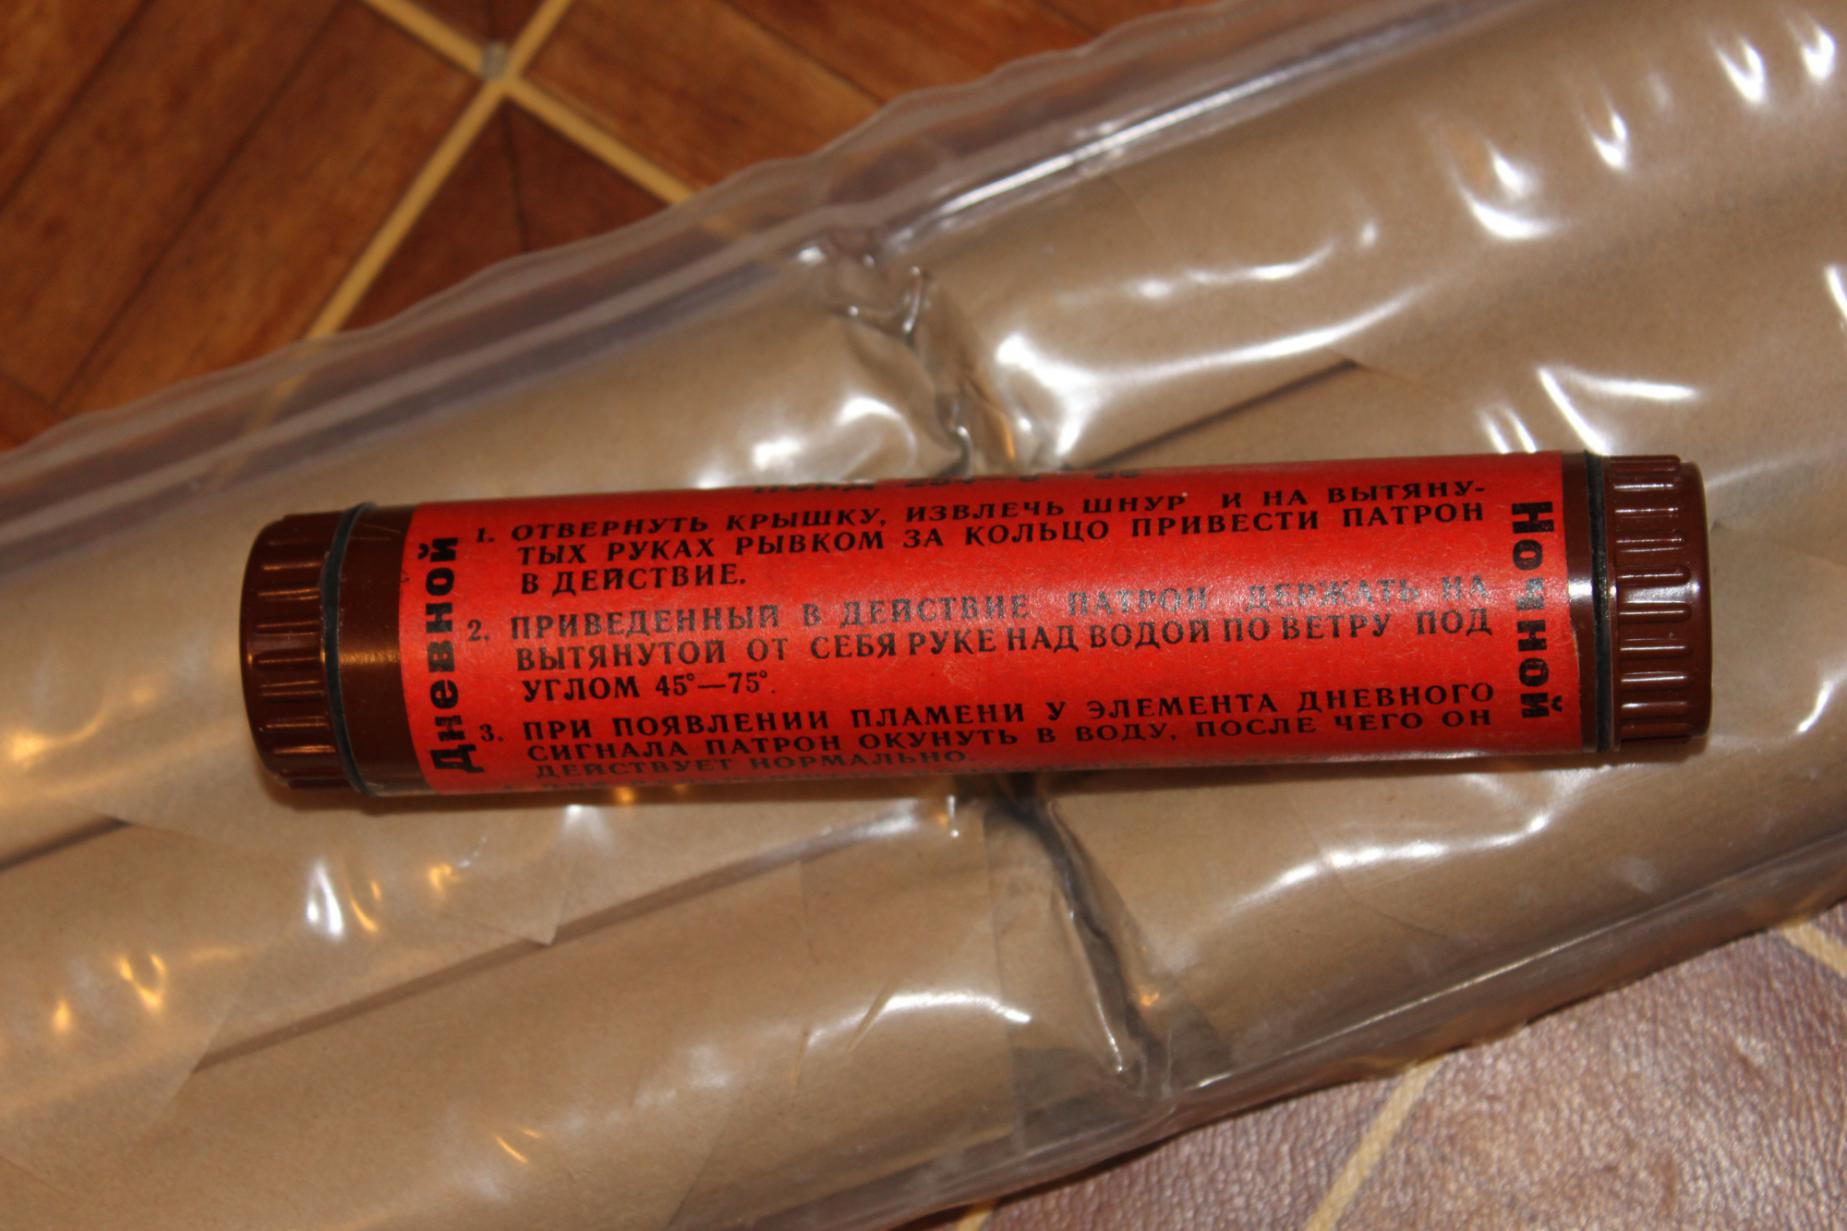 Дневной
1. ОТВЕРНУТЬ КРЫШКУ, ИЗВЛЕЧЬ ШНУР И НА ВЫТЯНУ-
ТЫХ РУКАХ РЫВКОМ ЗА КОЛЬЦО ПРИВЕСТИ ПАТРОН
В ДЕЙСТВИЕ.
2. ПРИВЕДЕННЫЙ В ДЕЙСТВИЕ ПАТРОН ДЕРЖАТЬ НА
ВЫТЯНУТОЙ ОТ СЕБЯ РУКЕ НАД ВОДОЙ ПО ВЕТРУ ПОД
УГЛОМ 45°—75°.
3. ПРИ ПОЯВЛЕНИИ ПЛАМЕНИ У ЭЛЕМЕНТА ДНЕВНОГО
СИГНАЛА ПАТРОН ОКУНУТЬ В ВОДУ, ПОСЛЕ ЧЕГО ОН
ДЕЙСТВУЕТ НОРМАЛЬНО.
Ночной